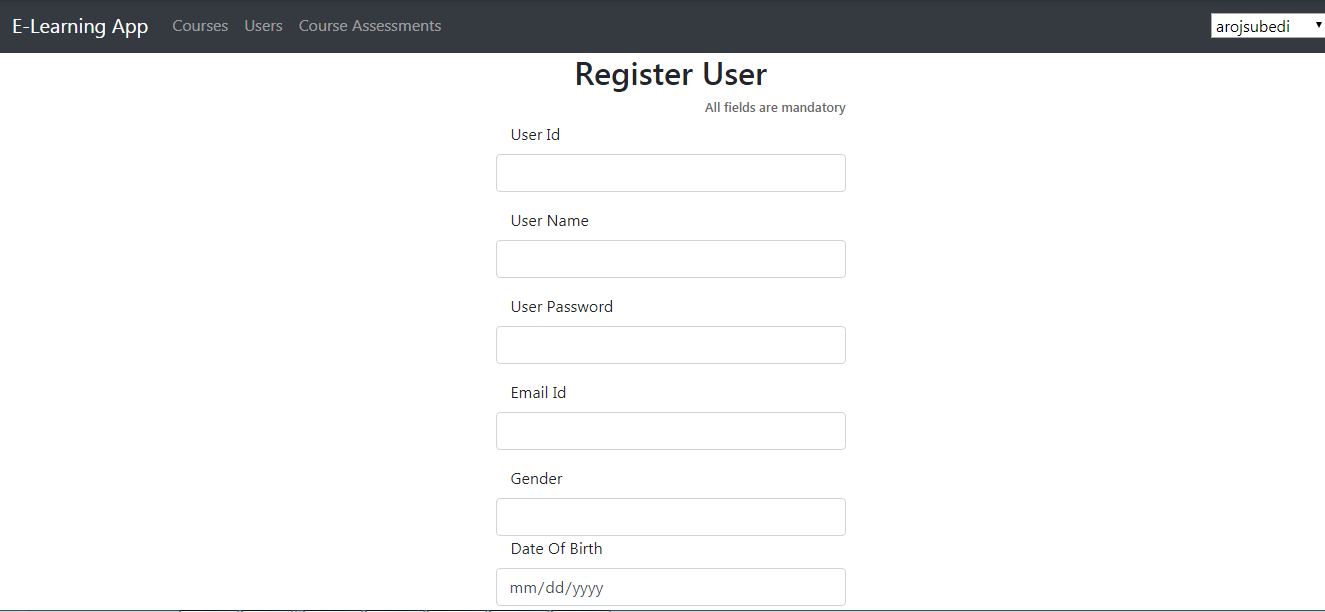 E-Learning App Courses Users Course Assessments arojsubedi
Register User
All fields are mandatory
User Id
User Name
User Password
Email Id
Gender
Date Of Birth
mm/dd/yyyy